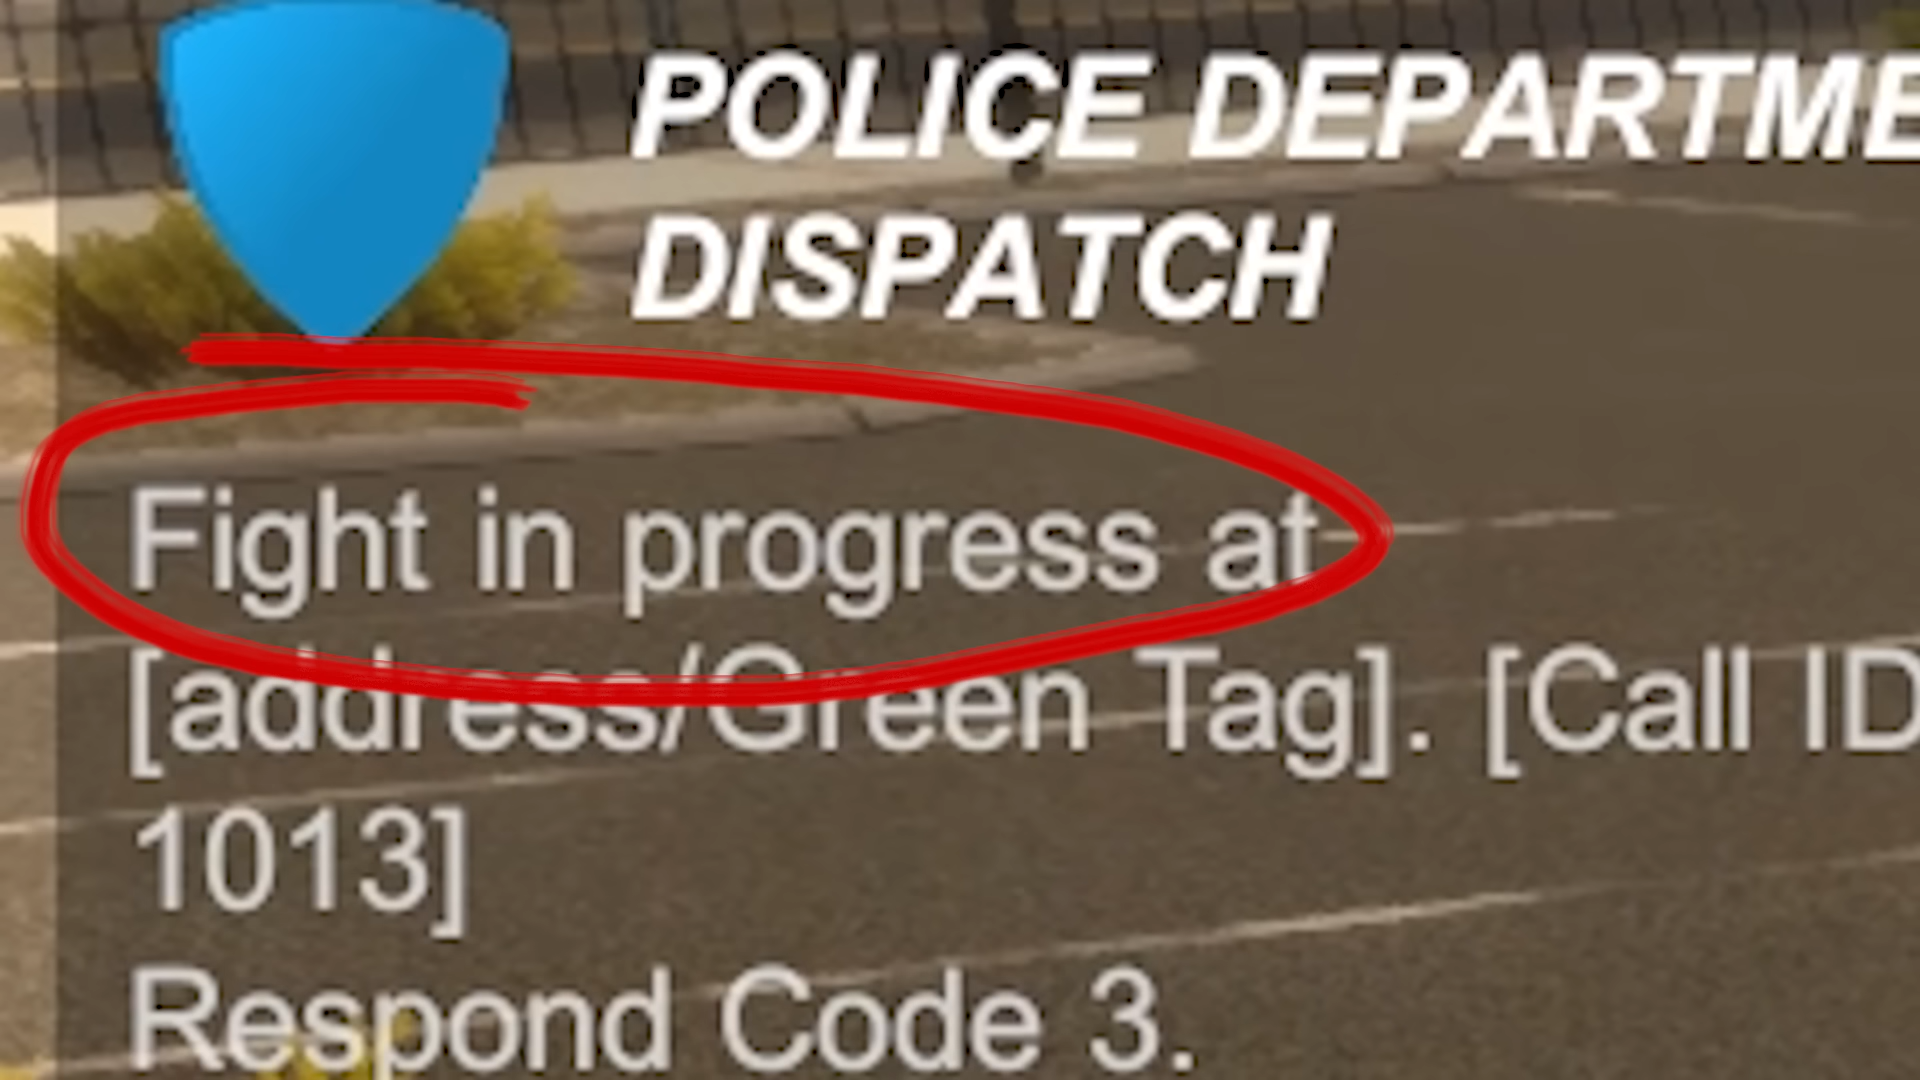 POLICE DEPARTME
DISPATCH
Fight in progress at
[address/Green Tag]. [Call ID
1013]
Respond Code 3.